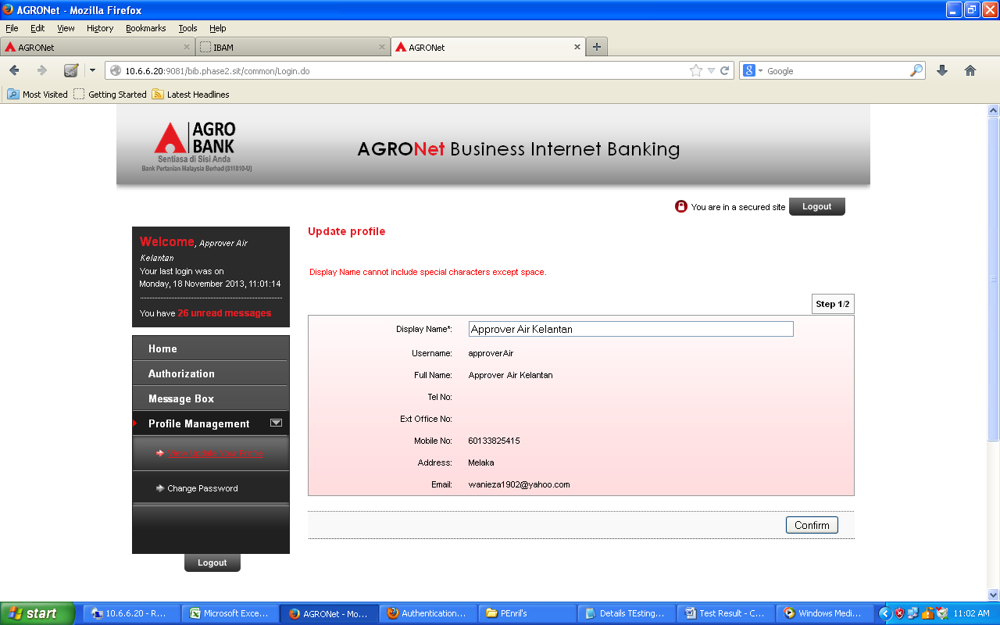 AGRONet - Mozilla Firefox
File Edit View History Bookmarks Tools Help
AGRONet
IBAM
AGRONet
10.6.6.20:9081/bib.phase2.sit/common/Login.do
Google
Most Visited Getting Started Latest Headlines
AGRO
BANK
Sentiasa di Sisi Anda
Bank Pertanian Malaysia Berhad (811810-U)
AGRONet Business Internet Banking
You are in a secured site Logout
Welcome, Approver Air
Kelantan
Your last login was on
Monday, 18 November 2013, 11:01:14
You have 26 unread messages
Home
Authorization
Message Box
Profile Management
Change Password
Logout
Update profile
Display Name cannot include special characters except space.
Step 1/2
Display Name*: Approver Air Kelantan
Username: approverAir
Full Name: Approver Air Kelantan
Tel No:
Ext Office No:
Mobile No: 60133825415
Address: Melaka
Email: wanieza1902@yahoo.com
Confirm
start 10.6.6.20 - R... Microsoft Exce... AGRONet - Mo... Authentication... PEnril's Details TEsting... Test Result - C... Windows Medi... 11:02 AM